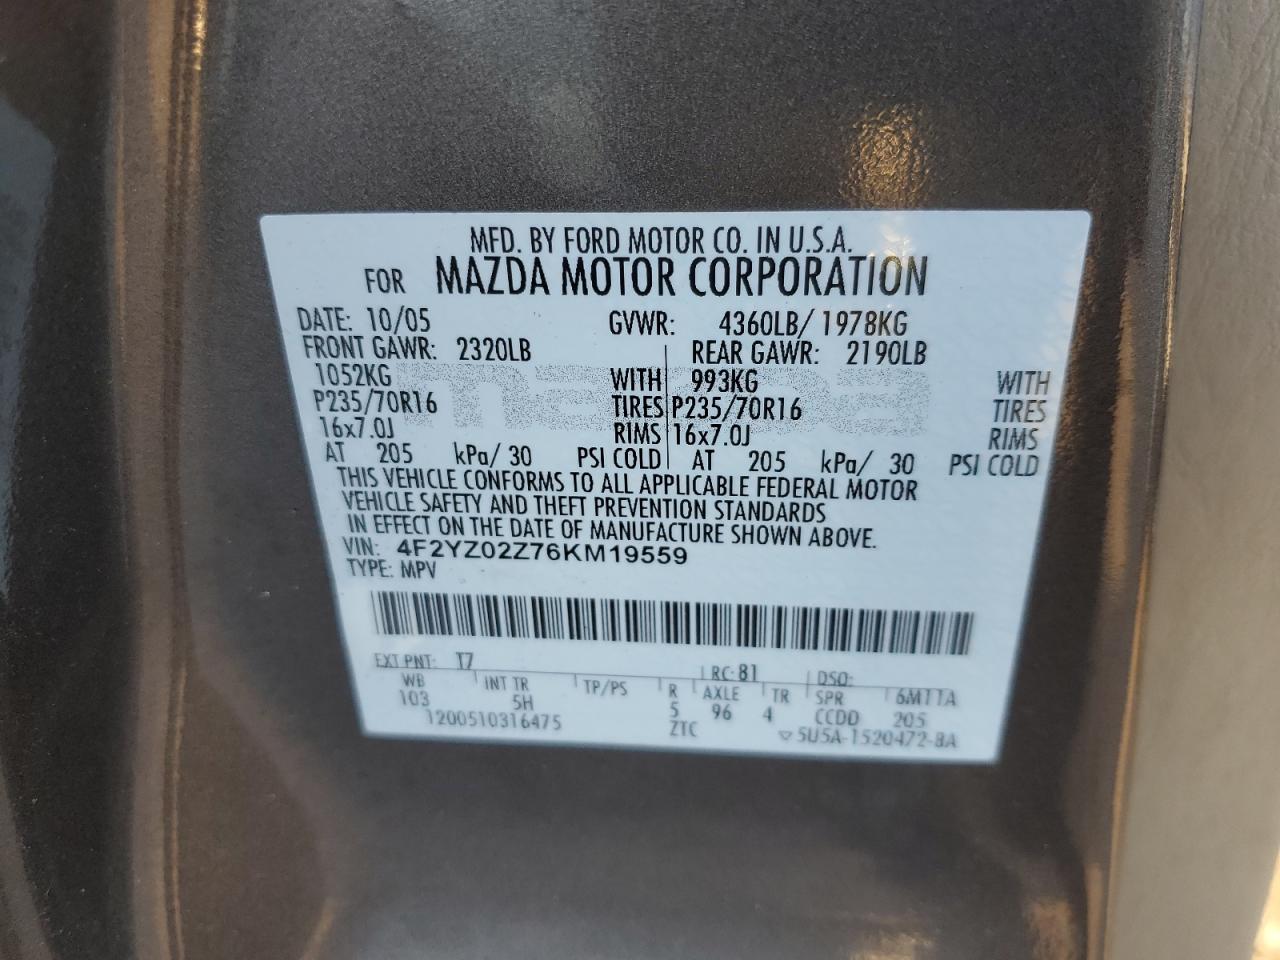 MFD. BY FORD MOTOR CO. IN U.S.A.
FOR MAZDA MOTOR CORPORATION
DATE: 10/05 GVWR: 4360LB/ 1978KG
FRONT GAWR: 2320LB REAR GAWR: 2190LB
1052KG WITH 993KG WITH
P235/70R16 TIRES P235/70R16 TIRES
16x7.0J RIMS 16x7.0J RIMS
AT 205 kPa/ 30 PSI COLD AT 205 kPa/ 30 PSI COLD
mazda
THIS VEHICLE CONFORMS TO ALL APPLICABLE FEDERAL MOTOR
VEHICLE SAFETY AND THEFT PREVENTION STANDARDS
IN EFFECT ON THE DATE OF MANUFACTURE SHOWN ABOVE.
VIN: 4F2YZ02Z76KM19559
TYPE: MPV
EXT PNT: T7 RC: 81 DSO:
WB INT TR TP/PS R AXLE TR SPR 6M11A
103 5H 5 96 4 CCDD 205
1200510316475 ZTC ▽5U5A-1520472-BA